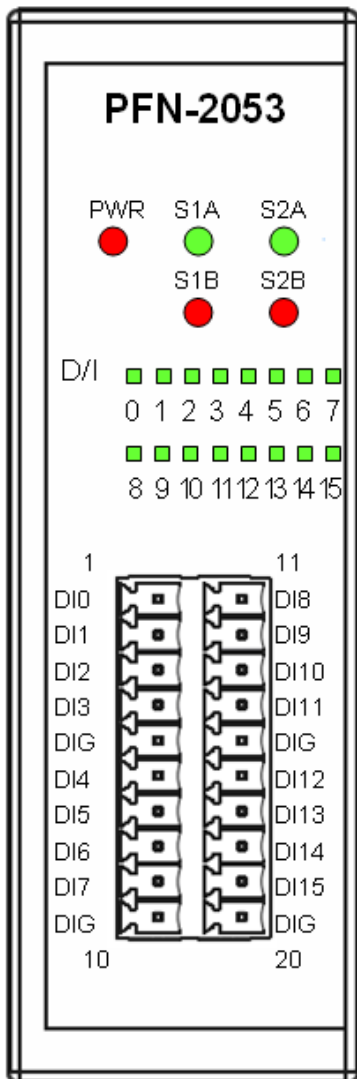 PFN-2053
PWR S1A S2A
S1B S2B
D/I
0 1 2 3 4 5 6 7
8 9 10 11 12 13 14 15
1 11
DI0 DI8
DI1 DI9
DI2 DI10
DI3 DI11
DIG DIG
DI4 DI12
DI5 DI13
DI6 DI14
DI7 DI15
DIG DIG
10 20